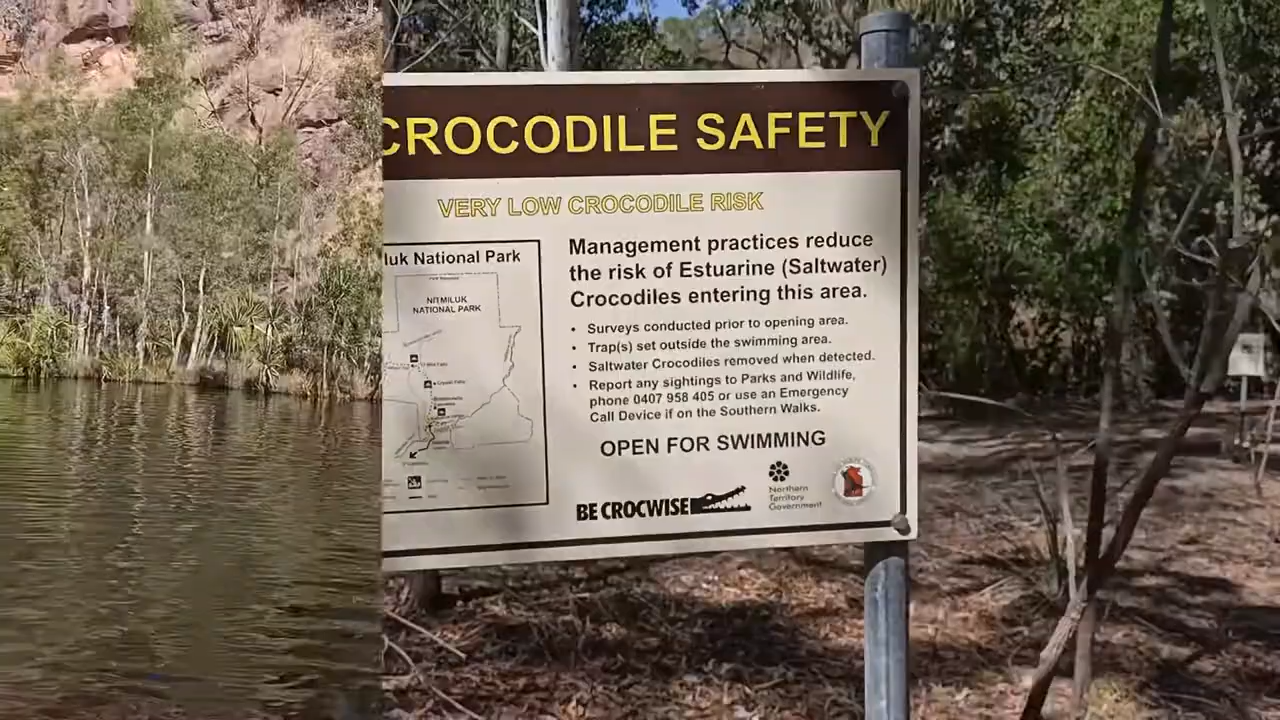 CROCODILE SAFETY
VERY LOW CROCODILE RISK
luk National Park
NITMILUK
NATIONAL PARK
Management practices reduce
the risk of Estuarine (Saltwater)
Crocodiles entering this area.
• Surveys conducted prior to opening area.
• Trap(s) set outside the swimming area.
• Saltwater Crocodiles removed when detected.
• Report any sightings to Parks and Wildlife,
phone 0407 958 405 or use an Emergency
Call Device if on the Southern Walks.
OPEN FOR SWIMMING
BE CROCWISE
Northern
Territory
Government